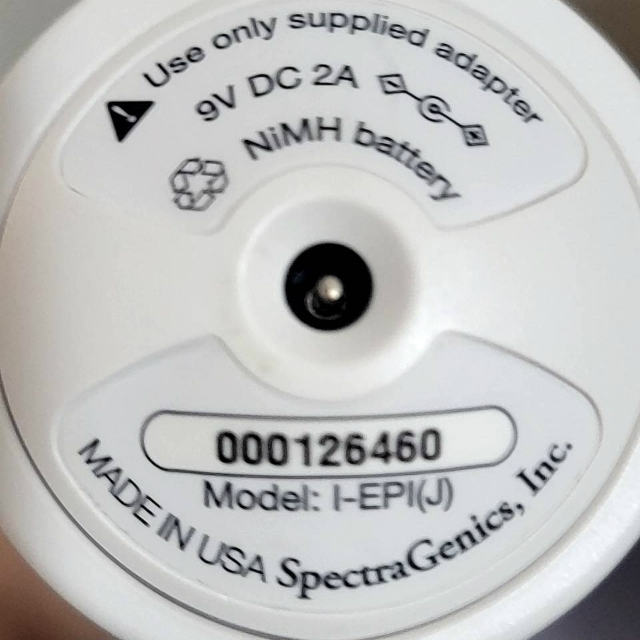 Use only supplied adapter
9V DC 2A
NiMH battery
000126460
Model: I-EPI(J)
MADE IN USA SpectraGenics, Inc.